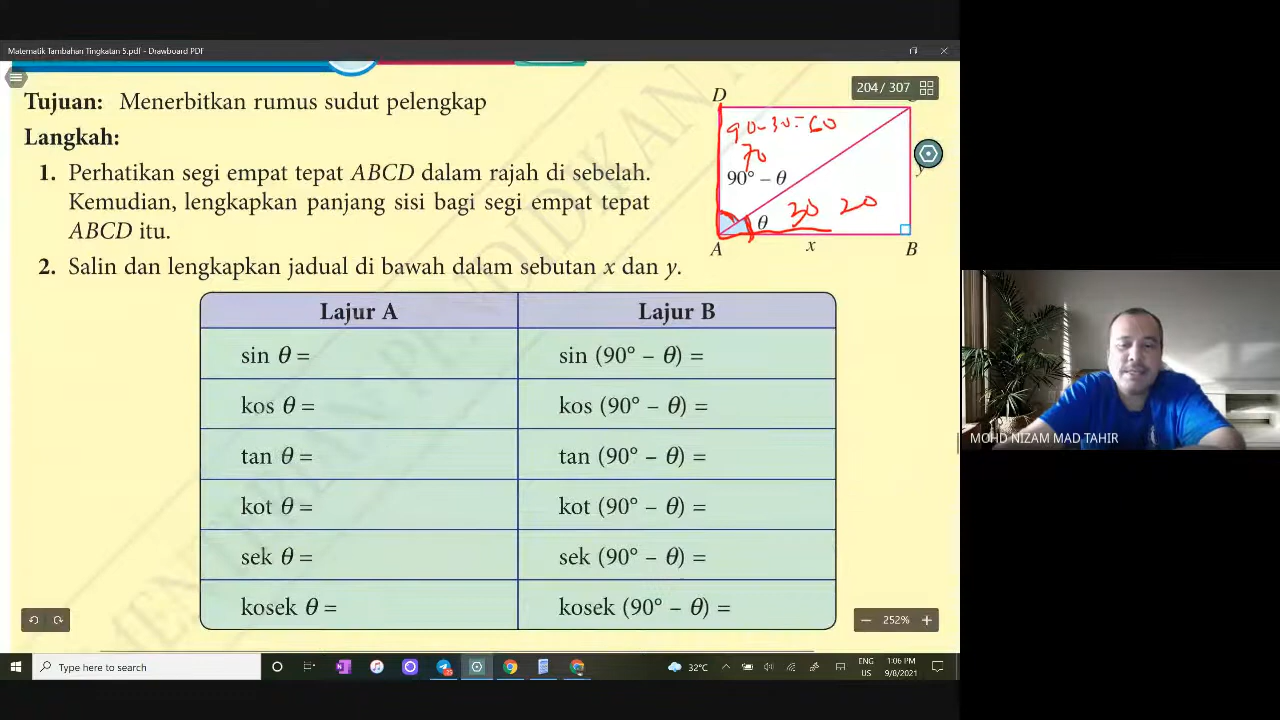 Matematik Tambahan Tingkatan 5.pdf - Drawboard PDF
204 / 307
Tujuan: Menerbitkan rumus sudut pelengkap
Langkah:
1. Perhatikan segi empat tepat ABCD dalam rajah di sebelah.
Kemudian, lengkapkan panjang sisi bagi segi empat tepat
ABCD itu.
2. Salin dan lengkapkan jadual di bawah dalam sebutan x dan y.
D
90-30=60
70
90° – θ
θ
30 20
y
A
x
B
Lajur A Lajur B
sin θ = sin (90° – θ) =
kos θ = kos (90° – θ) =
tan θ = tan (90° – θ) =
kot θ = kot (90° – θ) =
sek θ = sek (90° – θ) =
kosek θ = kosek (90° – θ) =
252%
MOHD NIZAM MAD TAHIR
Type here to search
32°C
ENG
US
1:06 PM
9/8/2021